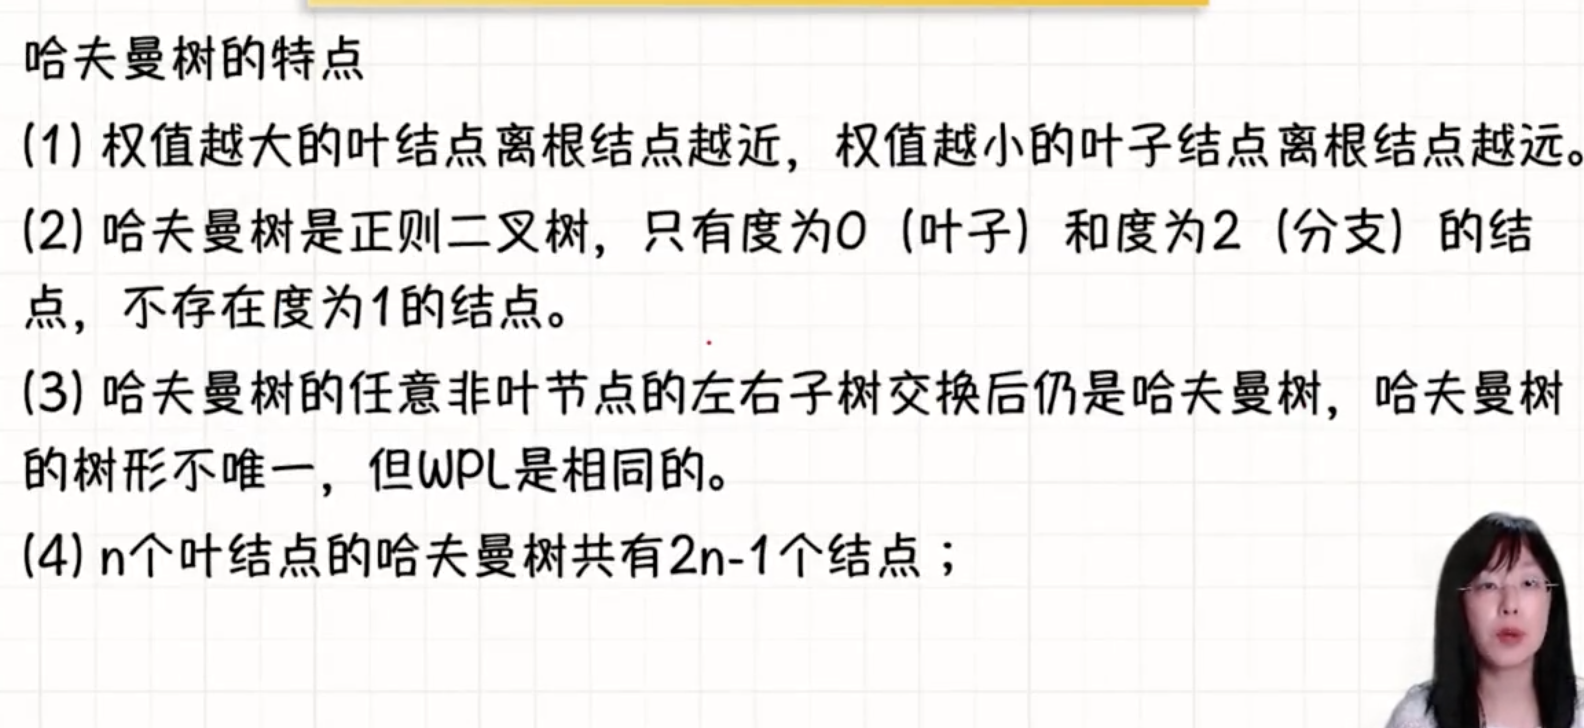 哈夫曼树的特点
(1) 权值越大的叶结点离根结点越近，权值越小的叶子结点离根结点越远。
(2) 哈夫曼树是正则二叉树，只有度为0（叶子）和度为2（分支）的结
点，不存在度为1的结点。
(3) 哈夫曼树的任意非叶节点的左右子树交换后仍是哈夫曼树，哈夫曼树
的树形不唯一，但WPL是相同的。
(4) n个叶结点的哈夫曼树共有2n-1个结点；